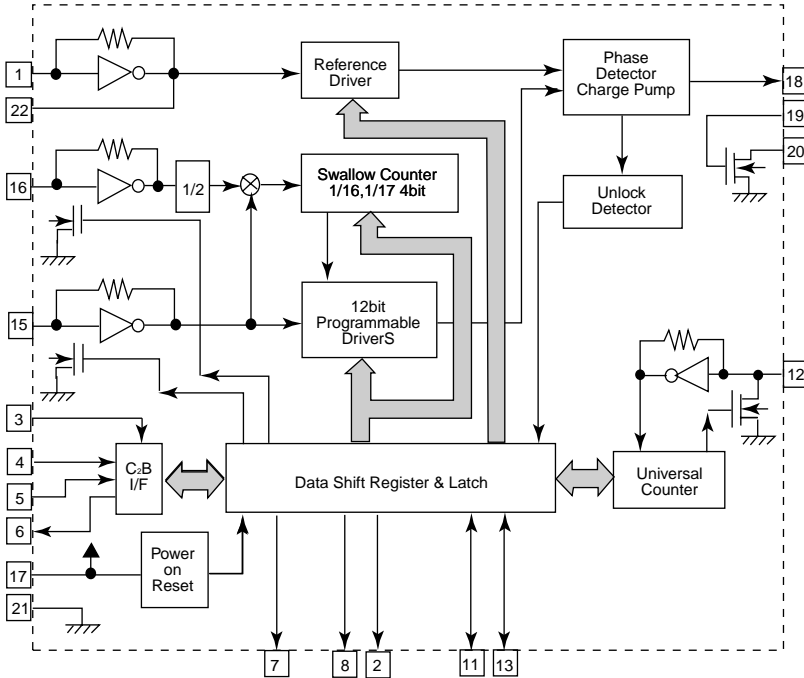 1
Reference
Driver
Phase
Detector
Charge Pump
18
22
19
20
16
1/2
Swallow Counter
1/16,1/17 4bit
Unlock
Detector
15
12bit
Programmable
DriverS
12
3
4
C2B
I/F
5
6
Data Shift Register & Latch
Universal
Counter
17
Power
on
Reset
21
7
8
2
11
13